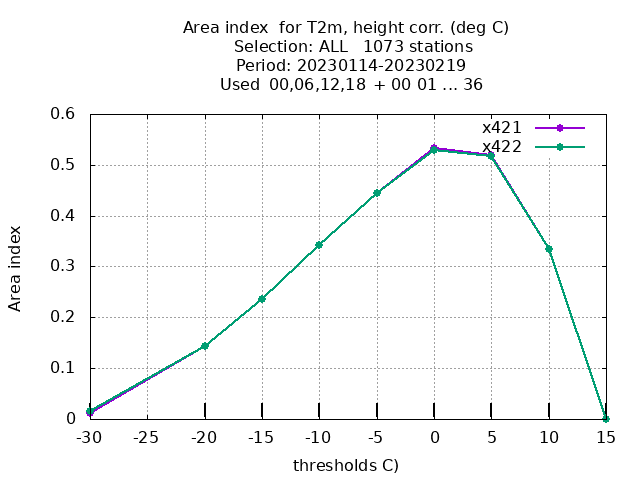 Area index  for T2m, height corr. (deg C)
Selection: ALL   1073 stations
Period: 20230114-20230219
Used 00,06,12,18 + 00 01 ... 36
x421
x422
0.6
0.5
0.4
0.3
0.2
0.1
0
Area index
-30 -25 -20 -15 -10 -5 0 5 10 15
thresholds C)